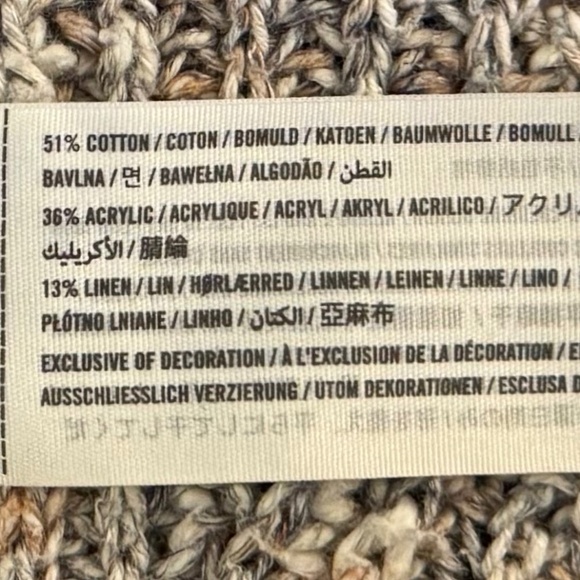 51% COTTON / COTON / BOMULD / KATOEN / BAUMWOLLE / BOMULL
BAVLNA / 면 / BAWEŁNA / ALGODÃO / القطن
36% ACRYLIC / ACRYLIQUE / ACRYL / AKRYL / ACRILICO / アクリ
الأكريليك / 腈綸
13% LINEN / LIN / HØRLÆRRED / LINNEN / LEINEN / LINNE / LINO /
PŁÓTNO LNIANE / LINHO / الكتان / 亞麻布
EXCLUSIVE OF DECORATION / À L'EXCLUSION DE LA DÉCORATION /
AUSSCHLIESSLICH VERZIERUNG / UTOM DEKORATIONEN / ESCLUSA